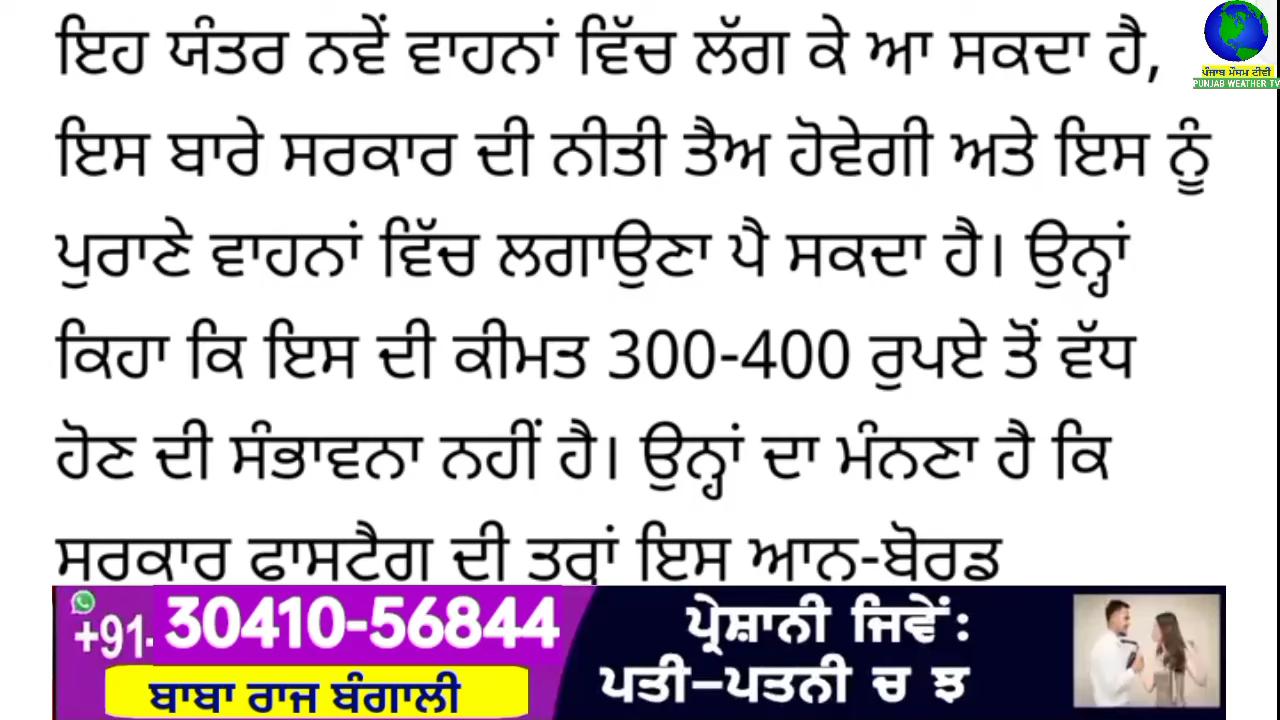 ਇਹ ਯੰਤਰ ਨਵੇਂ ਵਾਹਨਾਂ ਵਿੱਚ ਲੱਗ ਕੇ ਆ ਸਕਦਾ ਹੈ,
ਇਸ ਬਾਰੇ ਸਰਕਾਰ ਦੀ ਨੀਤੀ ਤੈਅ ਹੋਵੇਗੀ ਅਤੇ ਇਸ ਨੂੰ
ਪੁਰਾਣੇ ਵਾਹਨਾਂ ਵਿੱਚ ਲਗਾਉਣਾ ਪੈ ਸਕਦਾ ਹੈ। ਉਨ੍ਹਾਂ
ਕਿਹਾ ਕਿ ਇਸ ਦੀ ਕੀਮਤ 300-400 ਰੁਪਏ ਤੋਂ ਵੱਧ
ਹੋਣ ਦੀ ਸੰਭਾਵਨਾ ਨਹੀਂ ਹੈ। ਉਨ੍ਹਾਂ ਦਾ ਮੰਨਣਾ ਹੈ ਕਿ
ਸਰਕਾਰ ਫਾਸਟੈਗ ਦੀ ਤਰ੍ਹਾਂ ਇਸ ਆਨ-ਬੋਰਡ
ਪੰਜਾਬ ਮੌਸਮ ਟੀਵੀ
PUNJAB WEATHER TV
+91. 30410-56844
ਬਾਬਾ ਰਾਜ ਬੰਗਾਲੀ
ਪ੍ਰੇਸ਼ਾਨੀ ਜਿਵੇਂ:
ਪਤੀ-ਪਤਨੀ ਚ ਝ